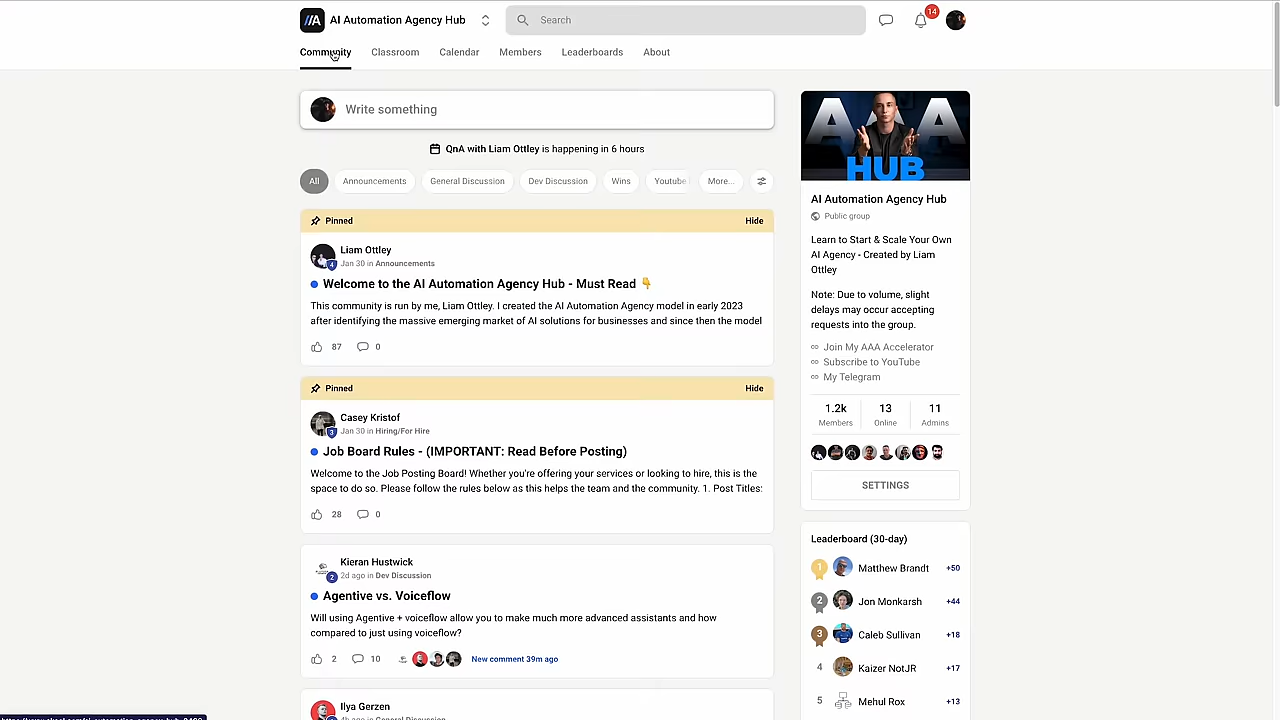 //A AI Automation Agency Hub
Search
14
Community Classroom Calendar Members Leaderboards About
Write something
QnA with Liam Ottley is happening in 6 hours
All Announcements General Discussion Dev Discussion Wins Youtube More...
Pinned Hide
Liam Ottley
4 Jan 30 in Announcements
Welcome to the AI Automation Agency Hub - Must Read 👇
This community is run by me, Liam Ottley. I created the AI Automation Agency model in early 2023
after identifying the massive emerging market of AI solutions for businesses and since then the model
87 0
Pinned Hide
Casey Kristof
3 Jan 30 in Hiring/For Hire
Job Board Rules - (IMPORTANT: Read Before Posting)
Welcome to the Job Posting Board! Whether you're offering your services or looking to hire, this is the
space to do so. Please follow the rules below as this helps the team and the community. 1. Post Titles:
28 0
Kieran Hustwick
2 2d ago in Dev Discussion
Agentive vs. Voiceflow
Will using Agentive + voiceflow allow you to make much more advanced assistants and how
compared to just using voiceflow?
2 10 New comment 39m ago
Ilya Gerzen
4h ago in General Discussion
AAA
HUB
AI Automation Agency Hub
Public group
Learn to Start & Scale Your Own
AI Agency - Created by Liam
Ottley
Note: Due to volume, slight
delays may occur accepting
requests into the group.
Join My AAA Accelerator
Subscribe to YouTube
My Telegram
1.2k 13 11
Members Online Admins
SETTINGS
Leaderboard (30-day)
1 Matthew Brandt +50
2 Jon Monkarsh +44
3 Caleb Sullivan +18
4 Kaizer NotJR +17
5 Mehul Rox +13